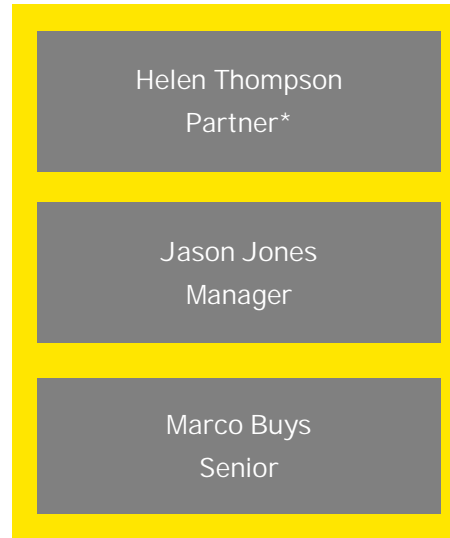 Helen Thompson
Partner*
Jason Jones
Manager
Marco Buys
Senior